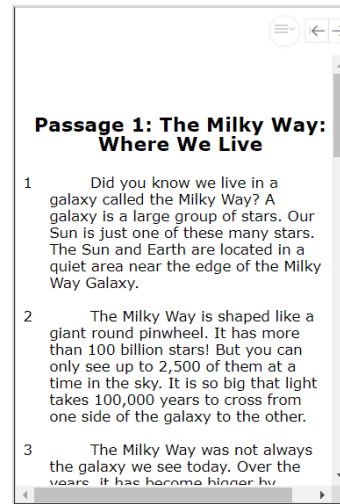 Passage 1: The Milky Way:
Where We Live
1 Did you know we live in a
galaxy called the Milky Way? A
galaxy is a large group of stars. Our
Sun is just one of these many stars.
The Sun and Earth are located in a
quiet area near the edge of the Milky
Way Galaxy.
2 The Milky Way is shaped like a
giant round pinwheel. It has more
than 100 billion stars! But you can
only see up to 2,500 of them at a
time in the sky. It is so big that light
takes 100,000 years to cross from
one side of the galaxy to the other.
3 The Milky Way was not always
the galaxy we see today. Over the
years, it has become bigger by